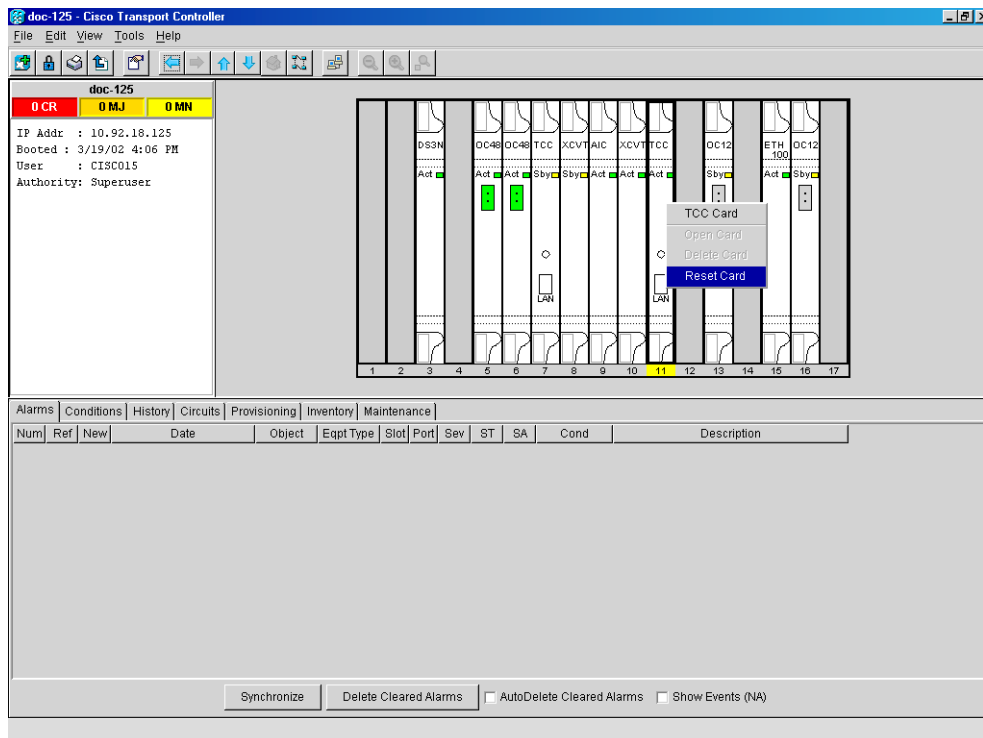 doc-125 - Cisco Transport Controller
File Edit View Tools Help
doc-125
0 CR 0 MJ 0 MN
IP Addr : 10.92.18.125
Booted : 3/19/02 4:06 PM
User : CISCO15
Authority: Superuser
DS3N OC48 OC48 TCC XCVT AIC XCVT TCC OC12 ETH 100 OC12
Act Act Act Sby Sby Act Act Act Sby Act Sby
TCC Card
Open Card
Delete Card
Reset Card
LAN LAN
1 2 3 4 5 6 7 8 9 10 11 12 13 14 15 16 17
Alarms Conditions History Circuits Provisioning Inventory Maintenance
Num Ref New Date Object Eqpt Type Slot Port Sev ST SA Cond Description
Synchronize Delete Cleared Alarms AutoDelete Cleared Alarms Show Events (NA)